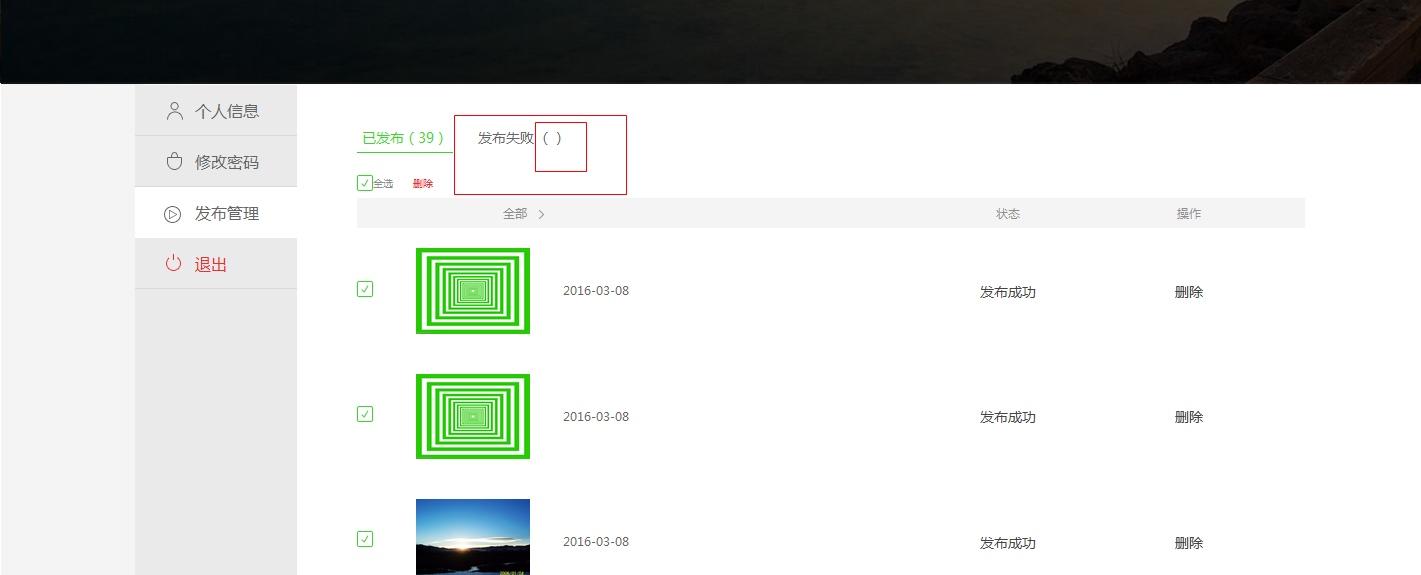 个人信息
修改密码
发布管理
退出
已发布（39） 发布失败（ ）
全选 删除
全部 > 状态 操作
2016-03-08 发布成功 删除
2016-03-08 发布成功 删除
2016-03-08 发布成功 删除